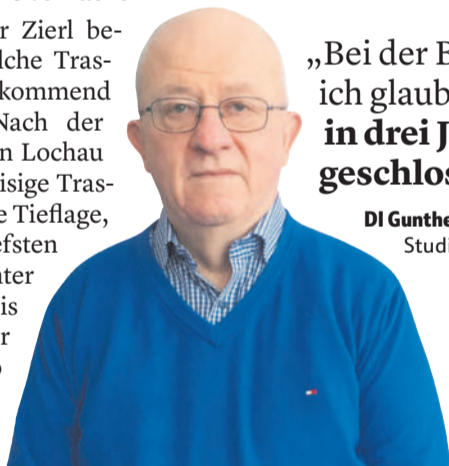 r Zierl be-
lche Tras-
kommend
Nach der
n Lochau
isige Tras-
e Tieflage,
efsten
nter
is
r
„Bei der B
ich glaub
in drei J
geschlos
DI Gunthe
Studi